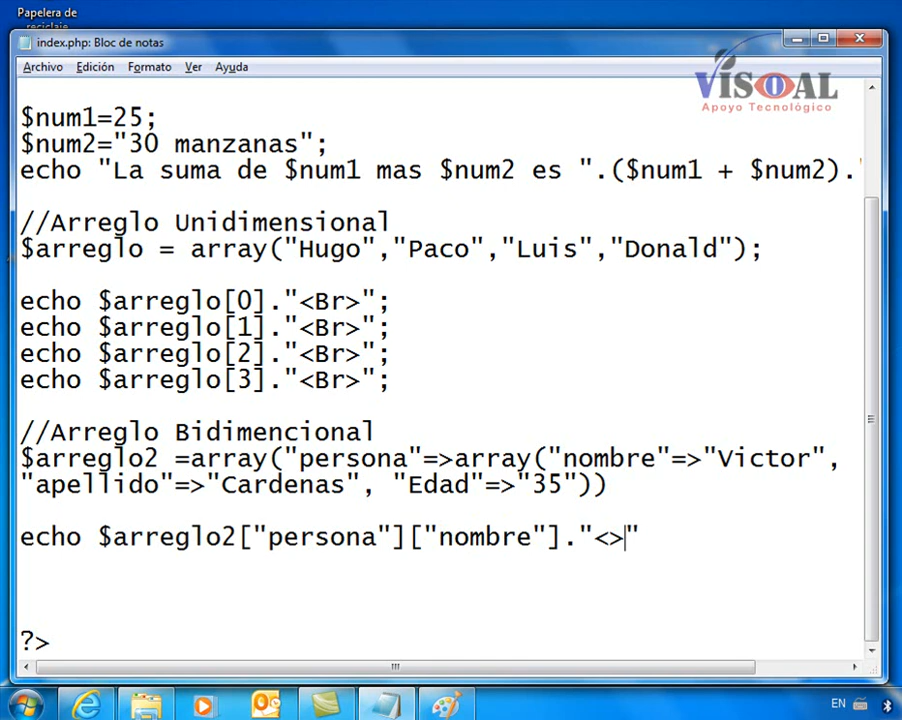 Papelera de
reciclaje
index.php: Bloc de notas
Archivo Edición Formato Ver Ayuda
VISOAL
Apoyo Tecnológico
$num1=25;
$num2="30 manzanas";
echo "La suma de $num1 mas $num2 es ".($num1 + $num2)."
//Arreglo Unidimensional
$arreglo = array("Hugo","Paco","Luis","Donald");
echo $arreglo[0]."<Br>";
echo $arreglo[1]."<Br>";
echo $arreglo[2]."<Br>";
echo $arreglo[3]."<Br>";
//Arreglo Bidimencional
$arreglo2 =array("persona"=>array("nombre"=>"Victor",
"apellido"=>"Cardenas", "Edad"=>"35"))
echo $arreglo2["persona"]["nombre"]."<>"
?>
EN